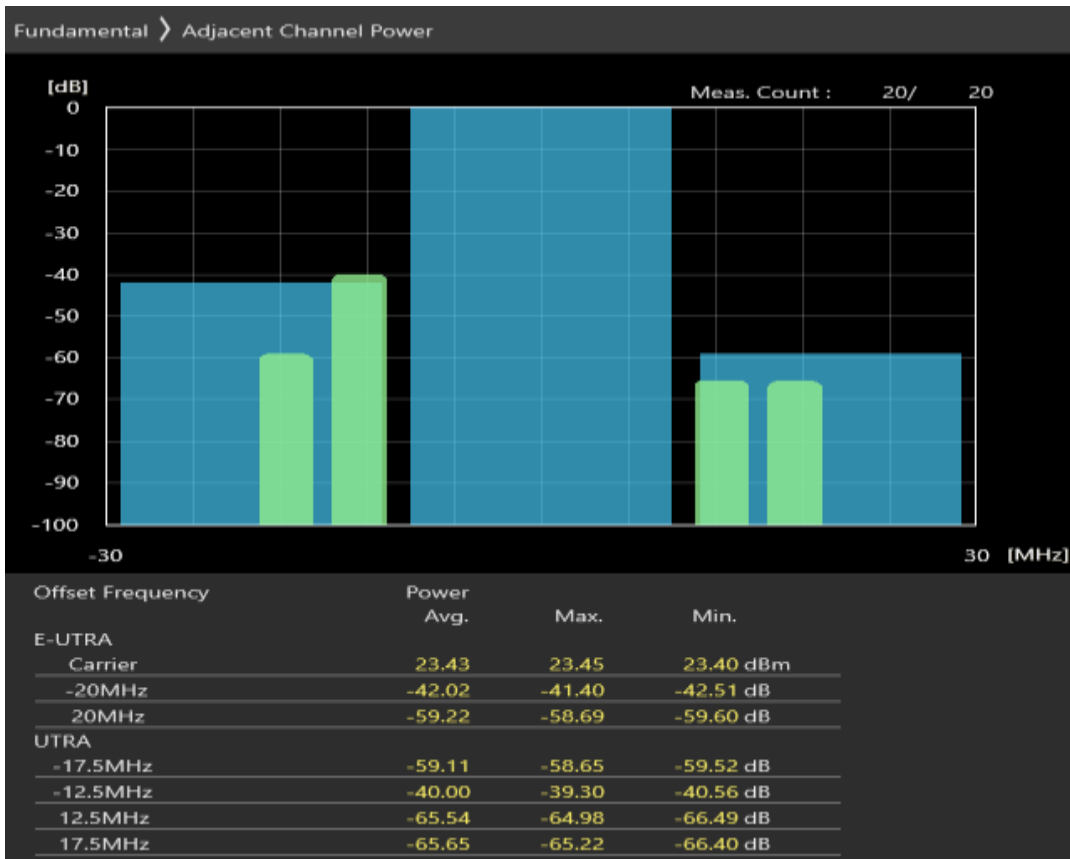 Fundamental 〉 Adjacent Channel Power
[dB]
Meas. Count : 20/ 20
0
-10
-20
-30
-40
-50
-60
-70
-80
-90
-100
-30 30 [MHz]
Offset Frequency Power
Avg. Max. Min.
E-UTRA
Carrier 23.43 23.45 23.40 dBm
-20MHz -42.02 -41.40 -42.51 dB
20MHz -59.22 -58.69 -59.60 dB
UTRA
-17.5MHz -59.11 -58.65 -59.52 dB
-12.5MHz -40.00 -39.30 -40.56 dB
12.5MHz -65.54 -64.98 -66.49 dB
17.5MHz -65.65 -65.22 -66.40 dB